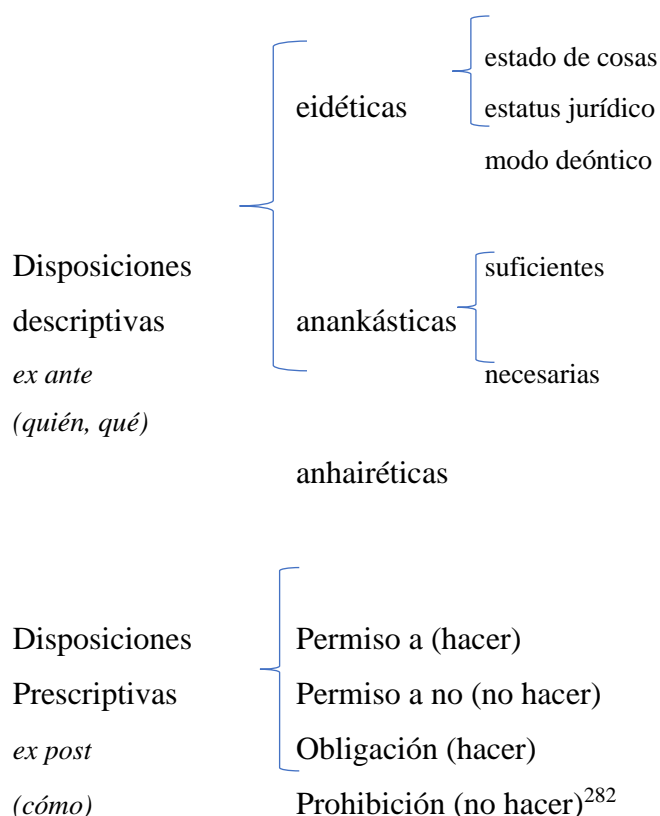 estado de cosas
eidéticas
estatus jurídico
modo deóntico
Disposiciones
suficientes
descriptivas
anankásticas
ex ante
necesarias
(quién, qué)
anhairéticas
Disposiciones
Permiso a (hacer)
Prescriptivas
Permiso a no (no hacer)
ex post
Obligación (hacer)
(cómo)
Prohibición (no hacer)282